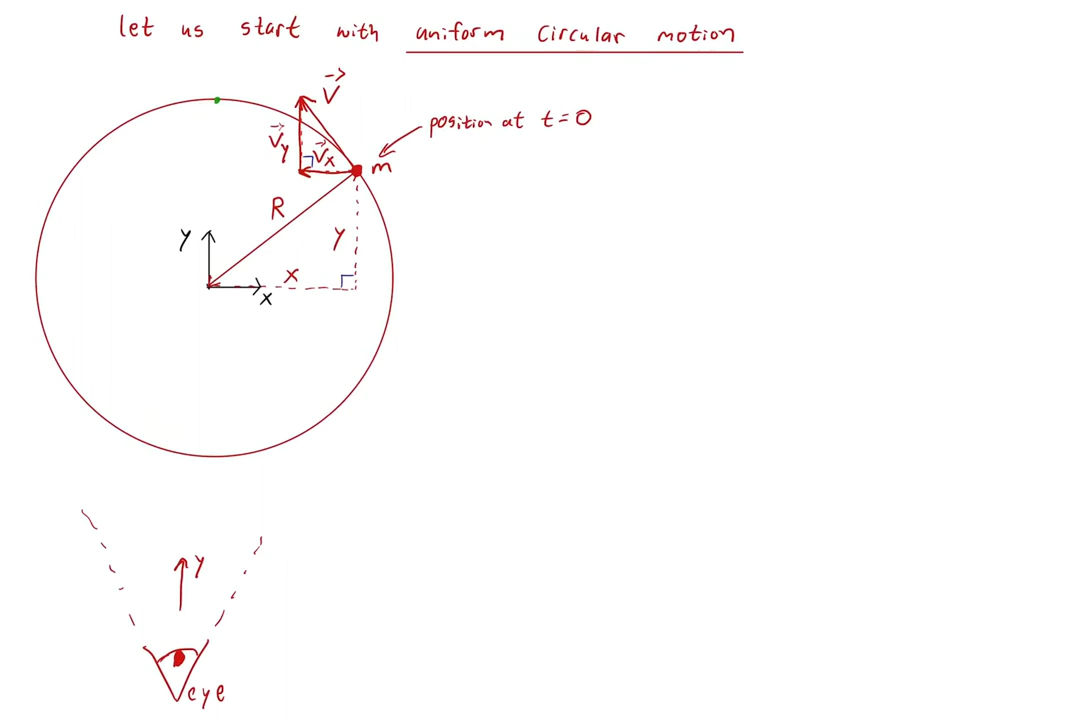 let us start with uniform Circular motion
V
position at t = 0
Vy
Vx
m
R
y
y
x
x
y
eye